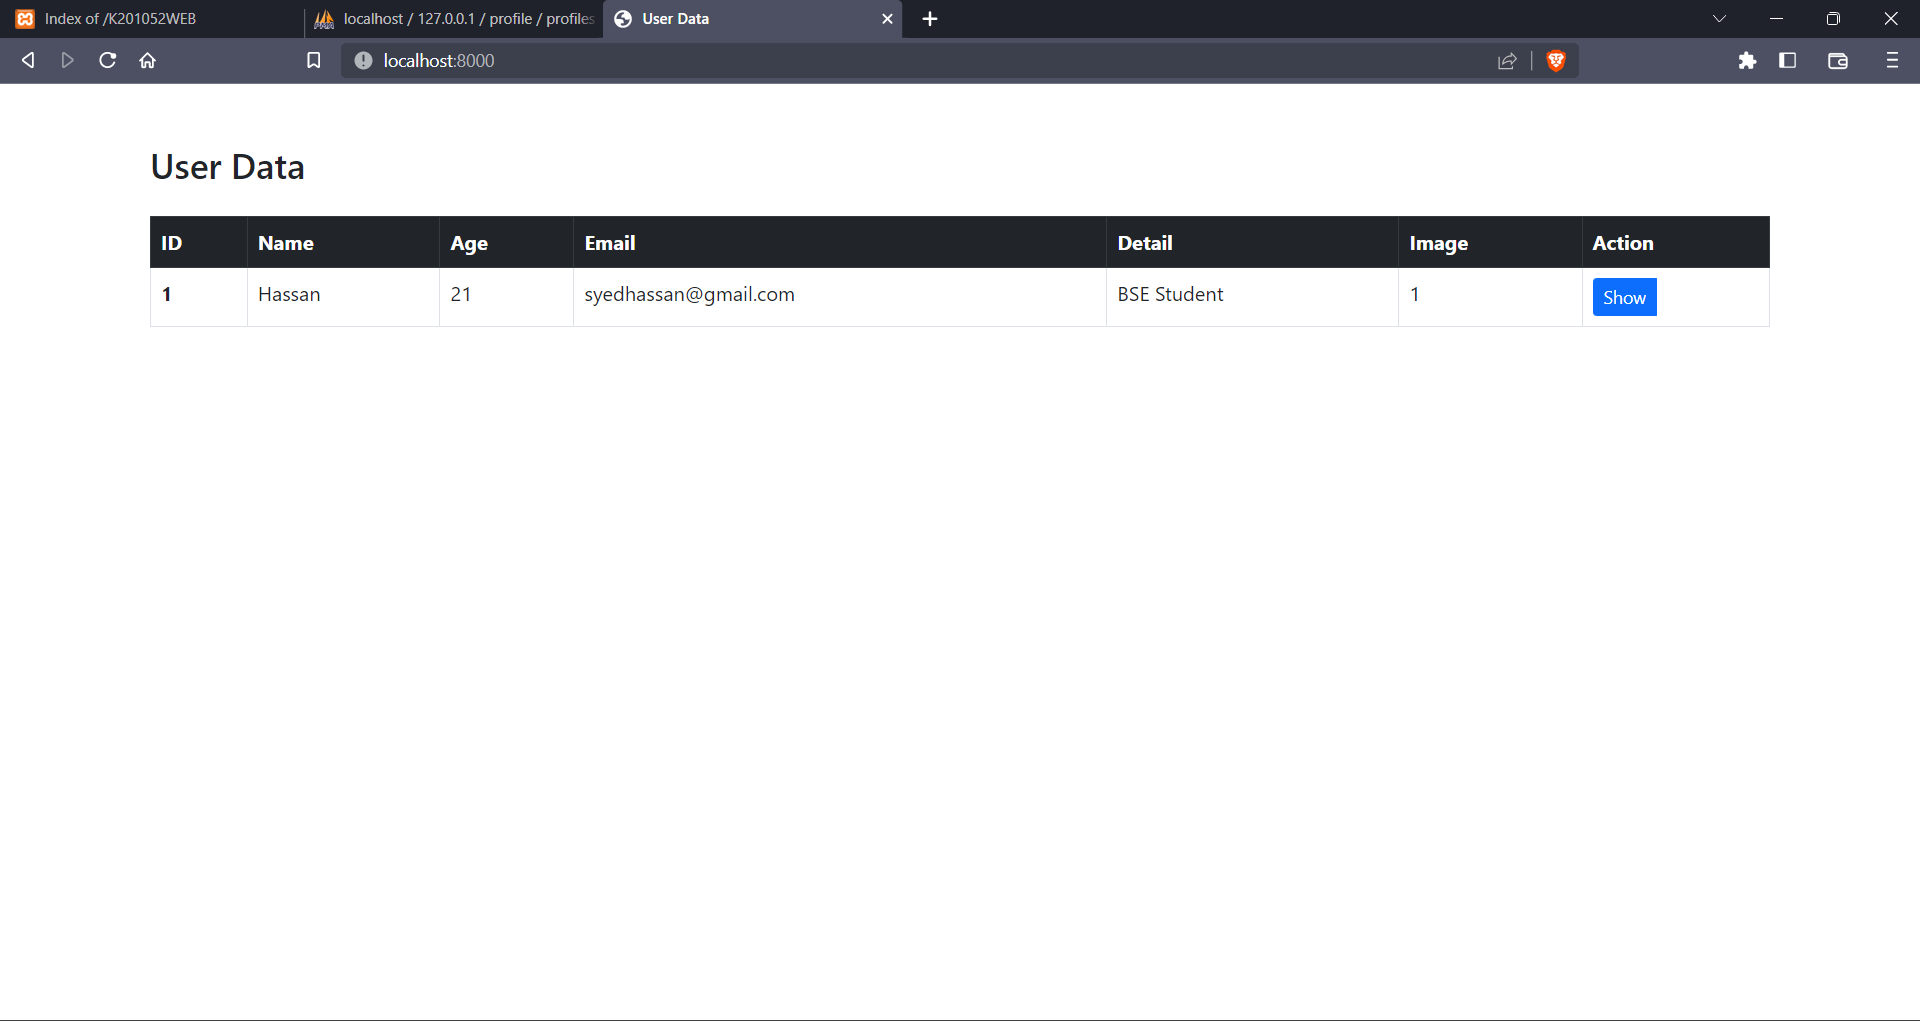 Index of /K201052WEB
localhost / 127.0.0.1 / profile / profiles
User Data
localhost:8000
User Data
ID Name Age Email Detail Image Action
1 Hassan 21 syedhassan@gmail.com BSE Student 1 Show